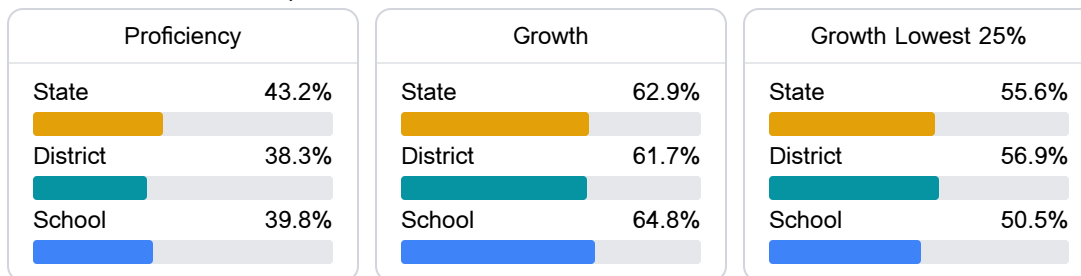 Proficiency
State 43.2%
District 38.3%
School 39.8%
Growth
State 62.9%
District 61.7%
School 64.8%
Growth Lowest 25%
State 55.6%
District 56.9%
School 50.5%